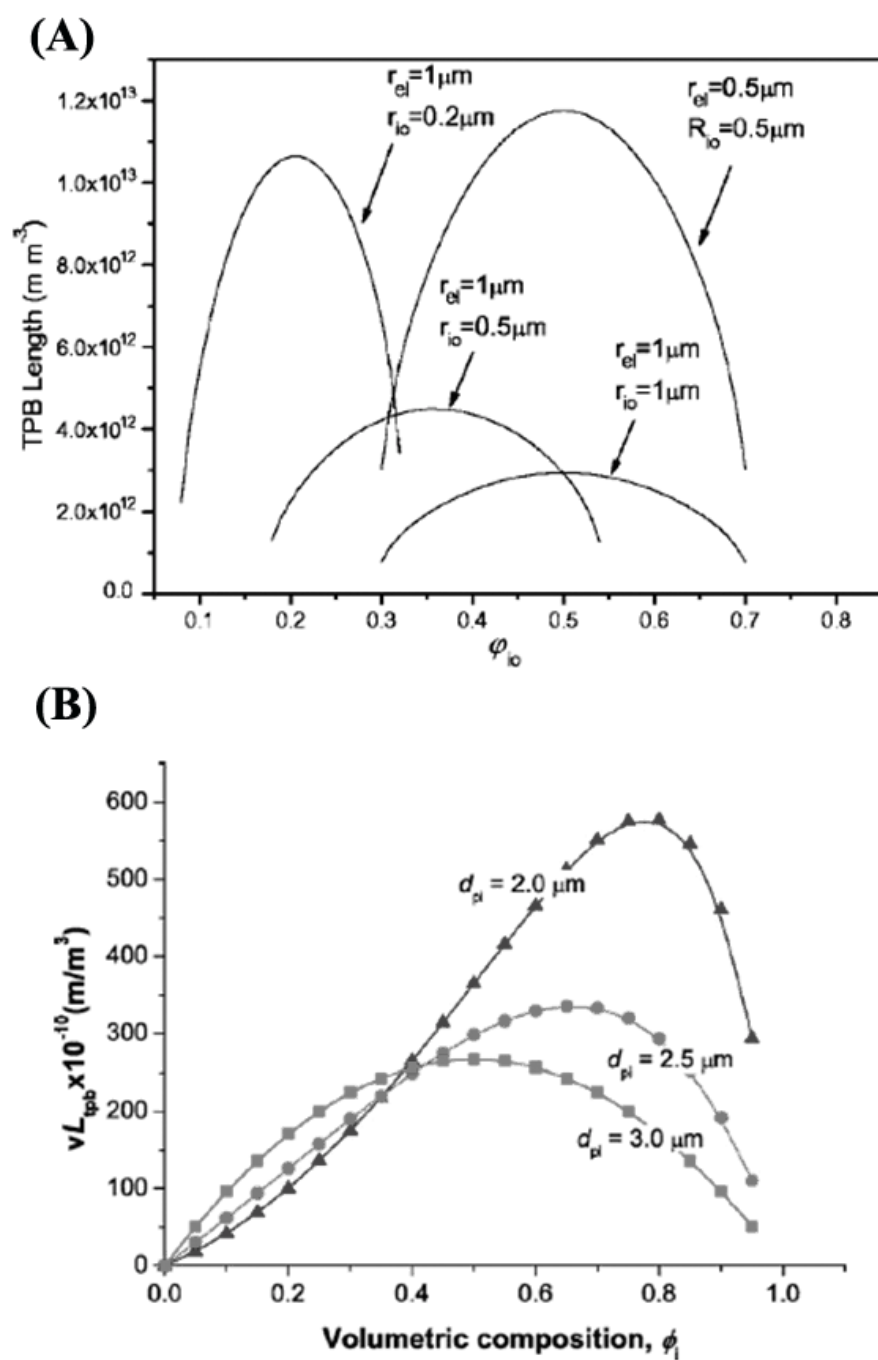 (A)
r_el=1μm
r_io=0.2μm
r_el=0.5μm
R_io=0.5μm
r_el=1μm
r_io=0.5μm
r_el=1μm
r_io=1μm
1.2x10^13
1.0x10^13
8.0x10^12
6.0x10^12
4.0x10^12
2.0x10^12
0.0
TPB Length (m m^-3)
0.1 0.2 0.3 0.4 0.5 0.6 0.7 0.8
φ_io
(B)
600
500
400
300
200
100
0
vL_tpb×10^-10(m/m^3)
d_pi = 2.0 μm
d_pi = 2.5 μm
d_pi = 3.0 μm
0.0 0.2 0.4 0.6 0.8 1.0
Volumetric composition, ϕ_i